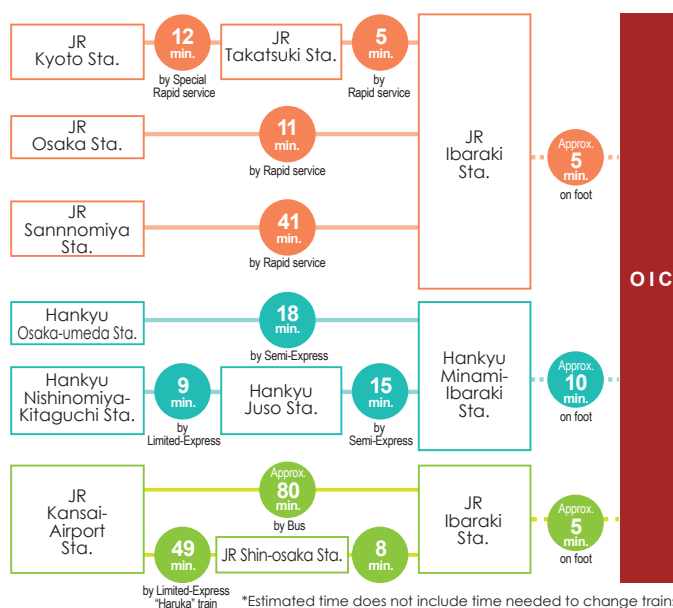 JR
Kyoto Sta.
12
min.
by Special
Rapid service
JR
Takatsuki Sta.
5
min.
by
Rapid service
JR
Osaka Sta.
11
min.
by Rapid service
JR
Sannnomiya
Sta.
41
min.
by Rapid service
JR
Ibaraki
Sta.
Approx.
5
min.
on foot
OIC
Hankyu
Osaka-umeda Sta.
18
min.
by Semi-Express
Hankyu
Nishinomiya-
Kitaguchi Sta.
9
min.
by
Limited-Express
Hankyu
Juso Sta.
15
min.
by
Semi-Express
Hankyu
Minami-
Ibaraki
Sta.
Approx.
10
min.
on foot
JR
Kansai-
Airport
Sta.
Approx.
80
min.
by Bus
49
min.
by Limited-Express
"Haruka" train
JR Shin-osaka Sta.
8
min.
JR
Ibaraki
Sta.
Approx.
5
min.
on foot
*Estimated time does not include time needed to change trains